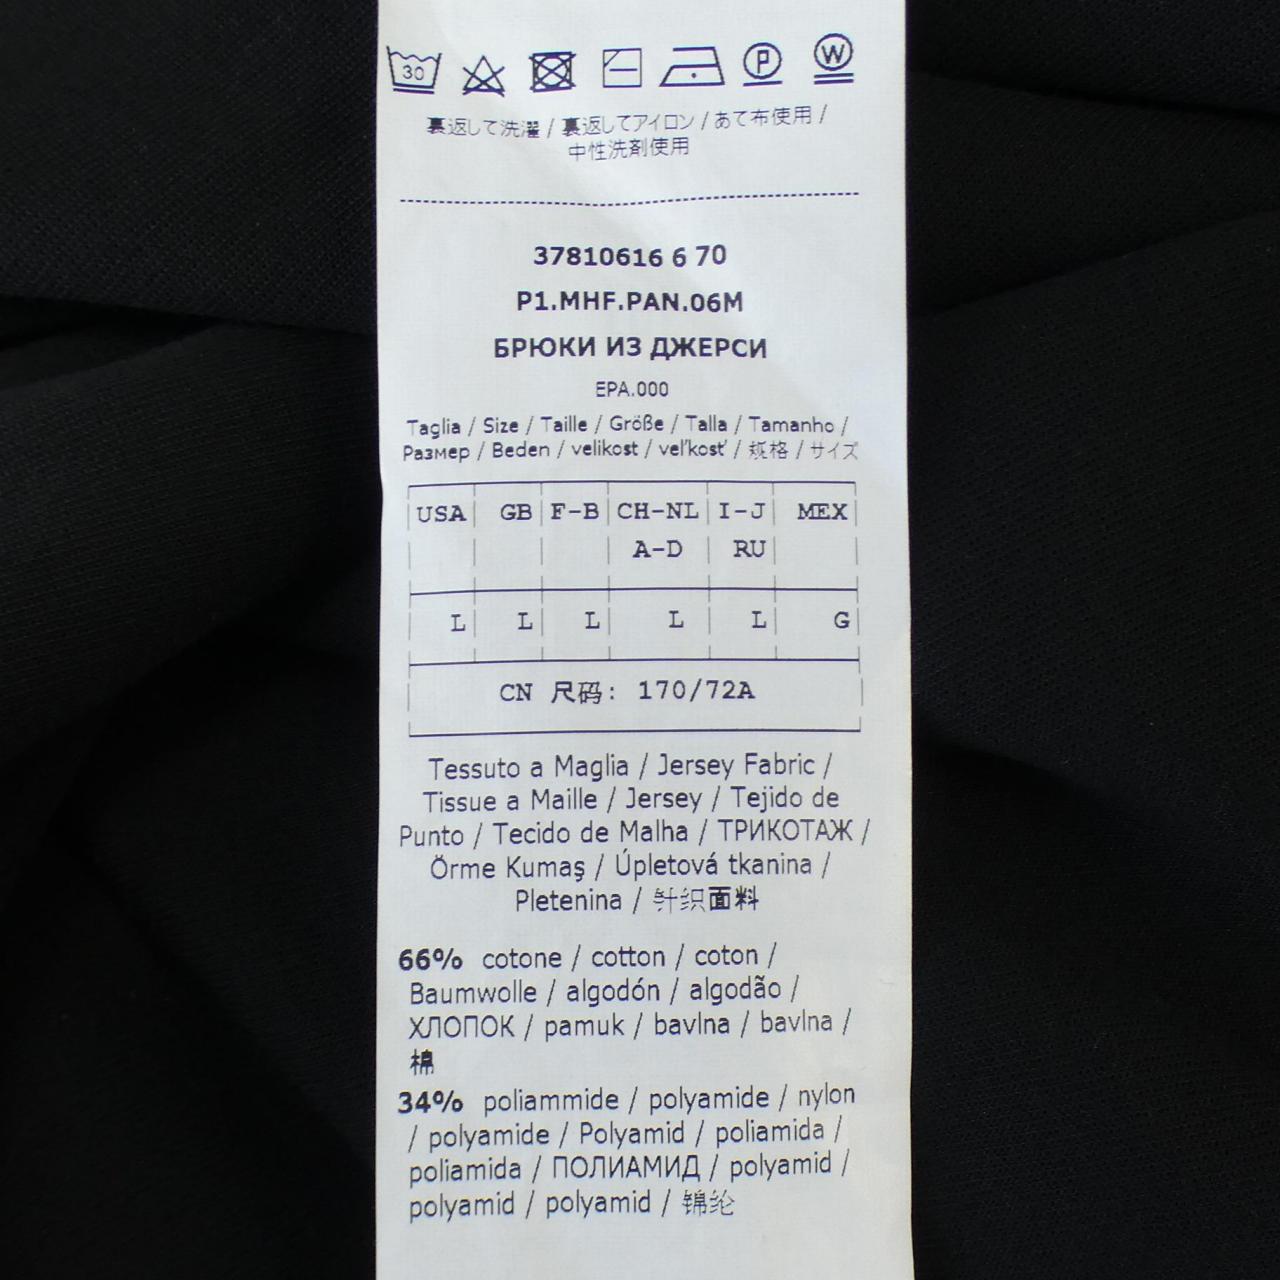 30
P
W
裏返して洗濯 / 裏返してアイロン / あて布使用 /
中性洗剤使用
37810616 6 70
P1.MHF.PAN.06M
БРЮКИ ИЗ ДЖЕРСИ
EPA.000
Taglia / Size / Taille / Größe / Talla / Tamanho /
Размер / Beden / velikost / veľkosť / 规格 / サイズ
USA GB F-B CH-NL I-J MEX
A-D RU
L L L L L G
CN 尺码: 170/72A
Tessuto a Maglia / Jersey Fabric /
Tissue a Maille / Jersey / Tejido de
Punto / Tecido de Malha / ТРИКОТАЖ /
Örme Kumaş / Úpletová tkanina /
Pletenina / 针织面料
66% cotone / cotton / coton /
Baumwolle / algodón / algodão /
ХЛОПОК / pamuk / bavlna / bavlna /
棉
34% poliammide / polyamide / nylon
/ polyamide / Polyamid / poliamida /
poliamida / ПОЛИАМИД / polyamid /
polyamid / polyamid / 锦纶